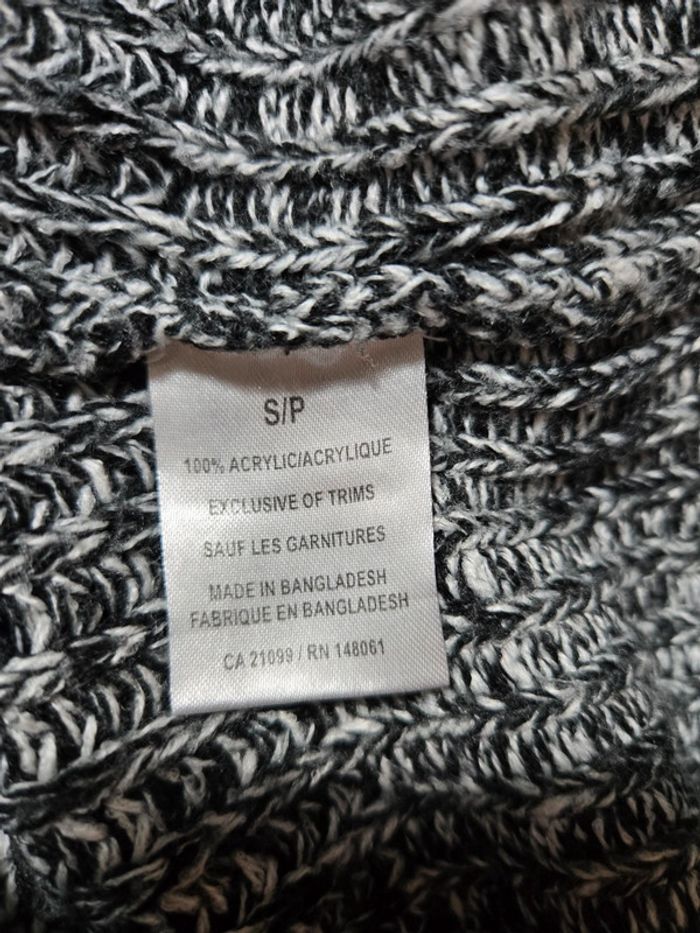 S/P
100% ACRYLIC/ACRYLIQUE
EXCLUSIVE OF TRIMS
SAUF LES GARNITURES
MADE IN BANGLADESH
FABRIQUE EN BANGLADESH
CA 21099 / RN 148061